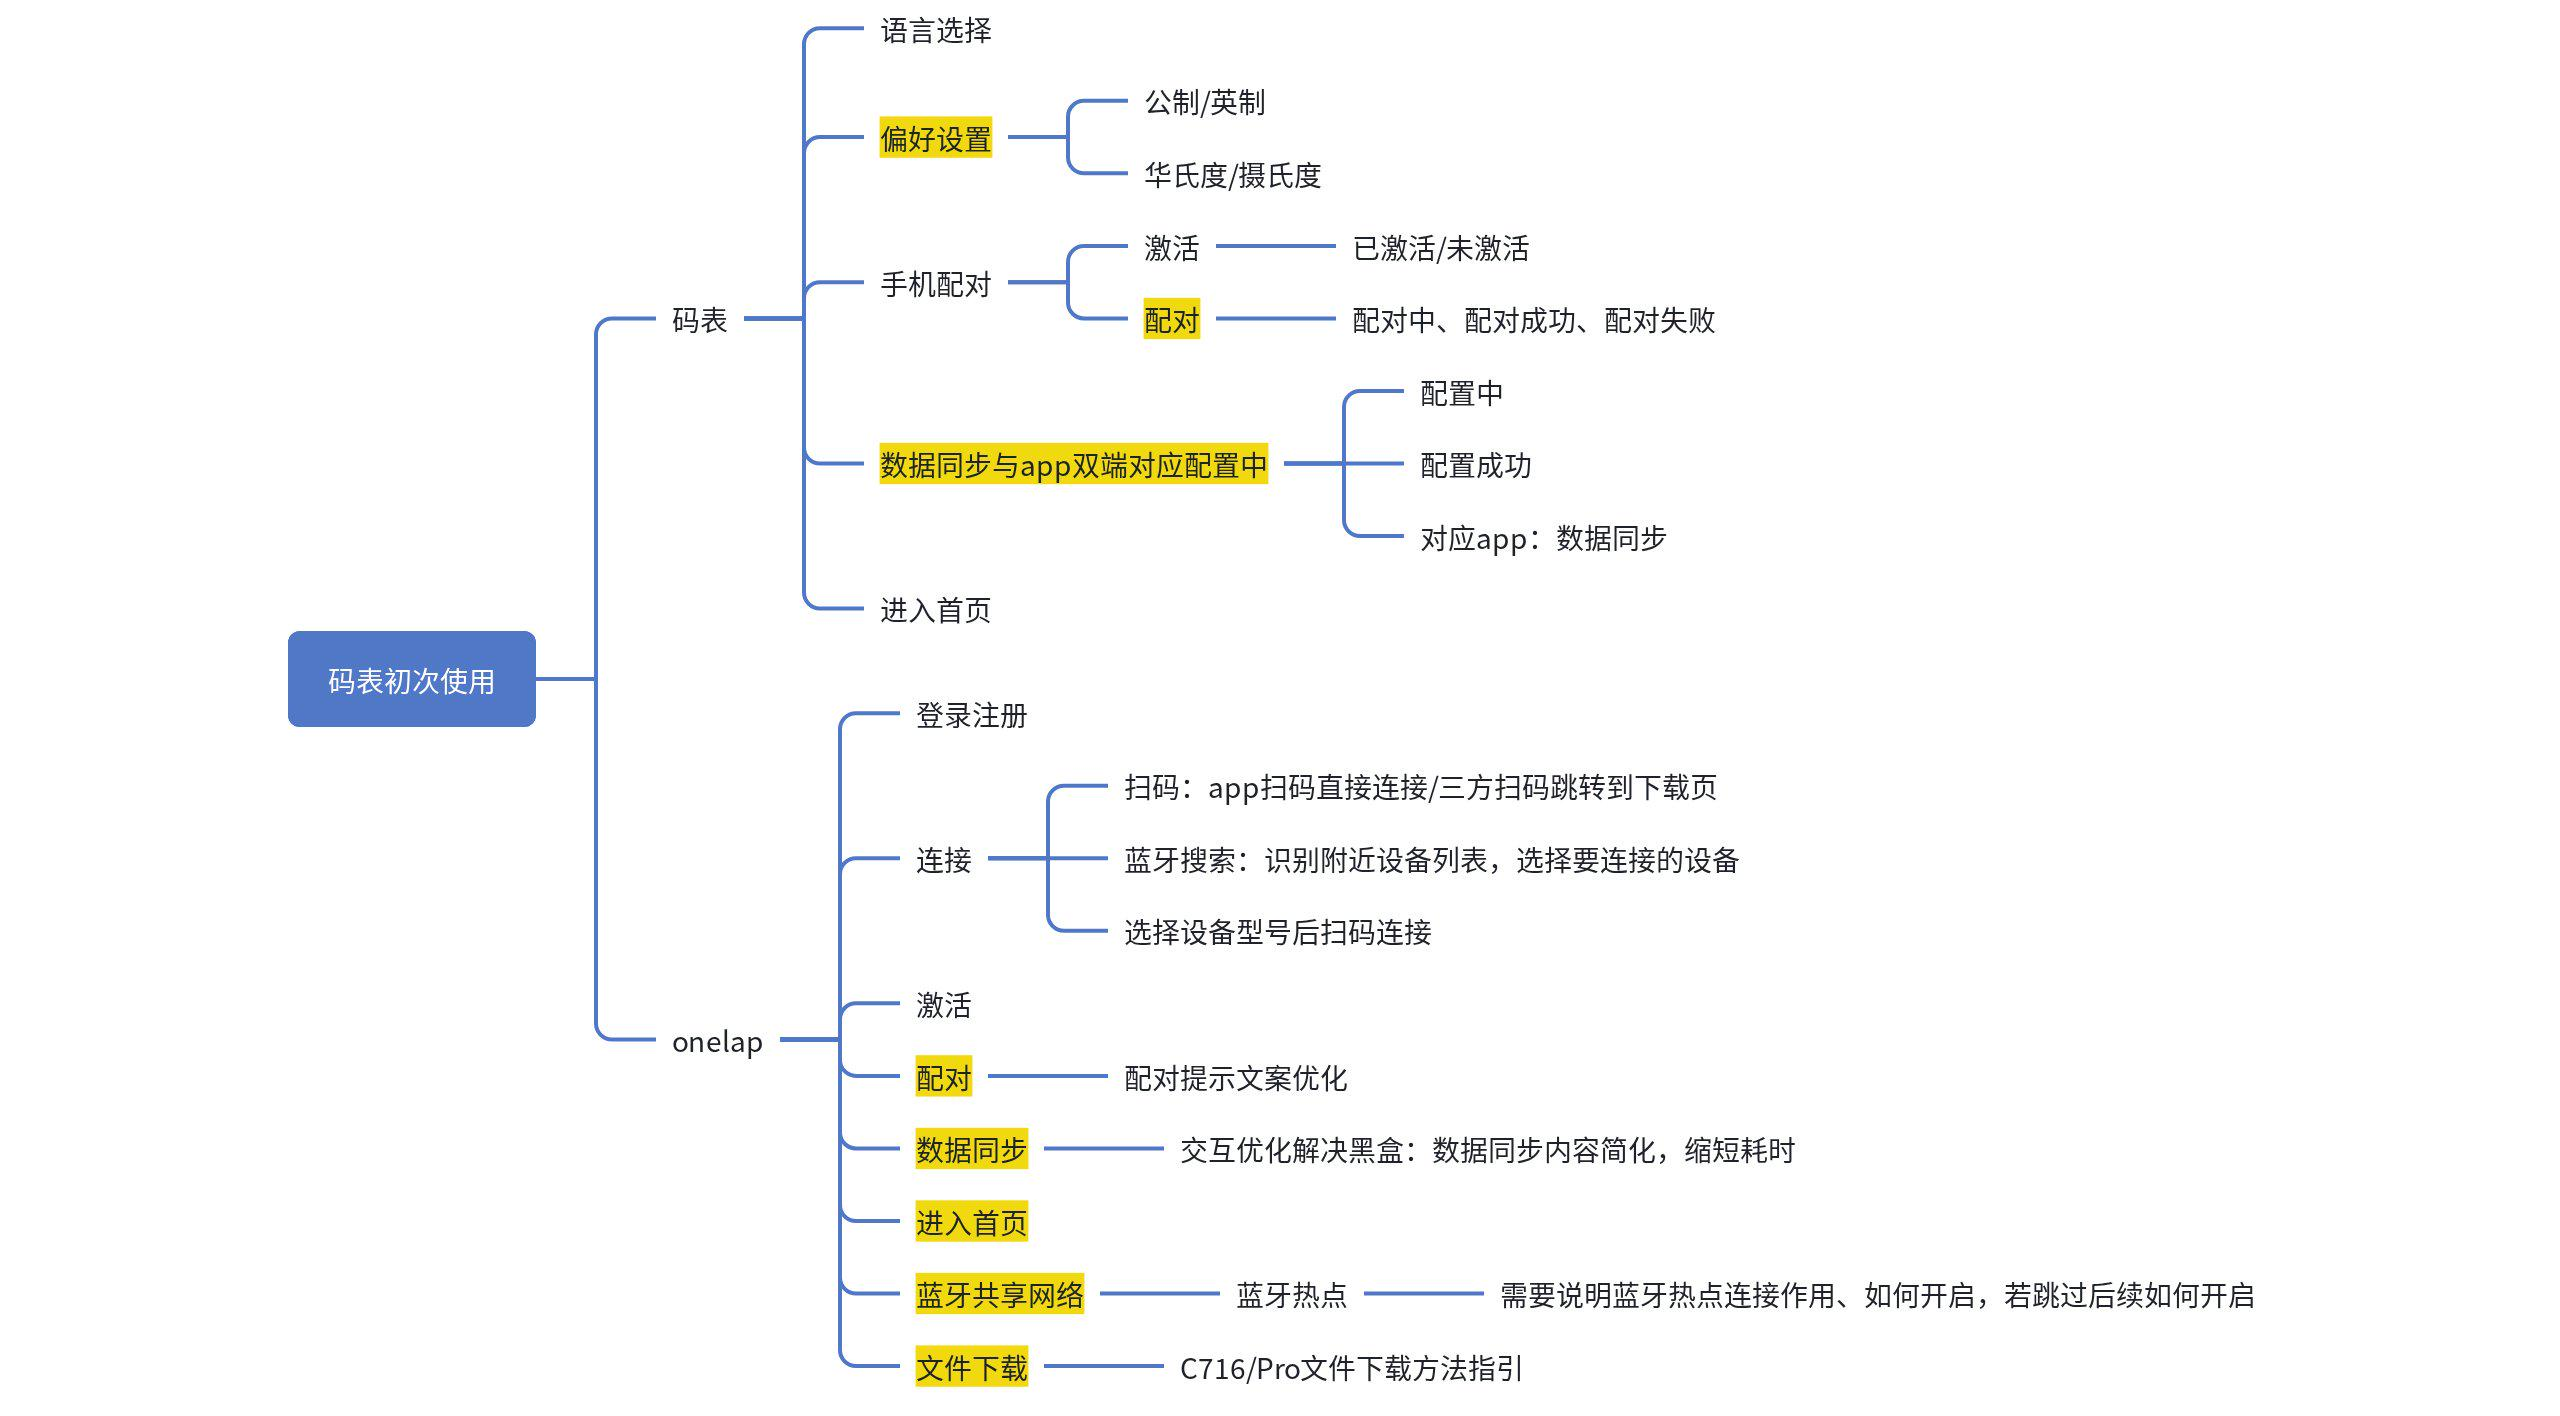 码表初次使用
码表
语言选择
偏好设置
公制/英制
华氏度/摄氏度
手机配对
激活
已激活/未激活
配对
配对中、配对成功、配对失败
数据同步与app双端对应配置中
配置中
配置成功
对应app：数据同步
进入首页
onelap
登录注册
连接
扫码：app扫码直接连接/三方扫码跳转到下载页
蓝牙搜索：识别附近设备列表，选择要连接的设备
选择设备型号后扫码连接
激活
配对
配对提示文案优化
数据同步
交互优化解决黑盒：数据同步内容简化，缩短耗时
进入首页
蓝牙共享网络
蓝牙热点
需要说明蓝牙热点连接作用、如何开启，若跳过后续如何开启
文件下载
C716/Pro文件下载方法指引